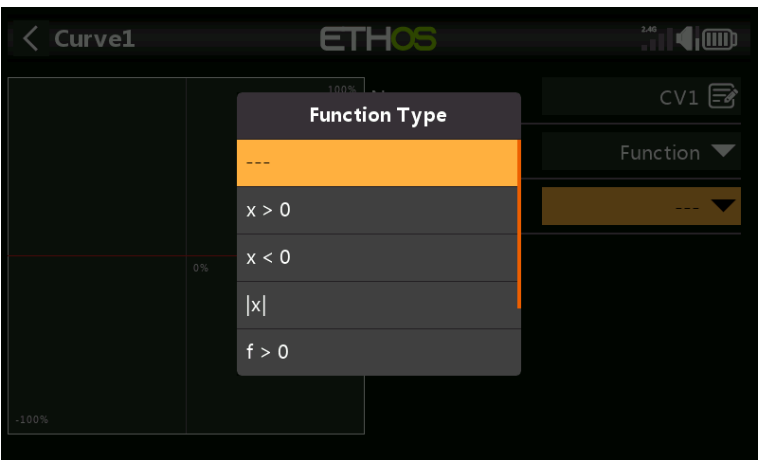 Curve1
ETHOS
2.4G
100%
CV1
Function Type
Function
---
---
x > 0
x < 0
0%
|x|
f > 0
-100%